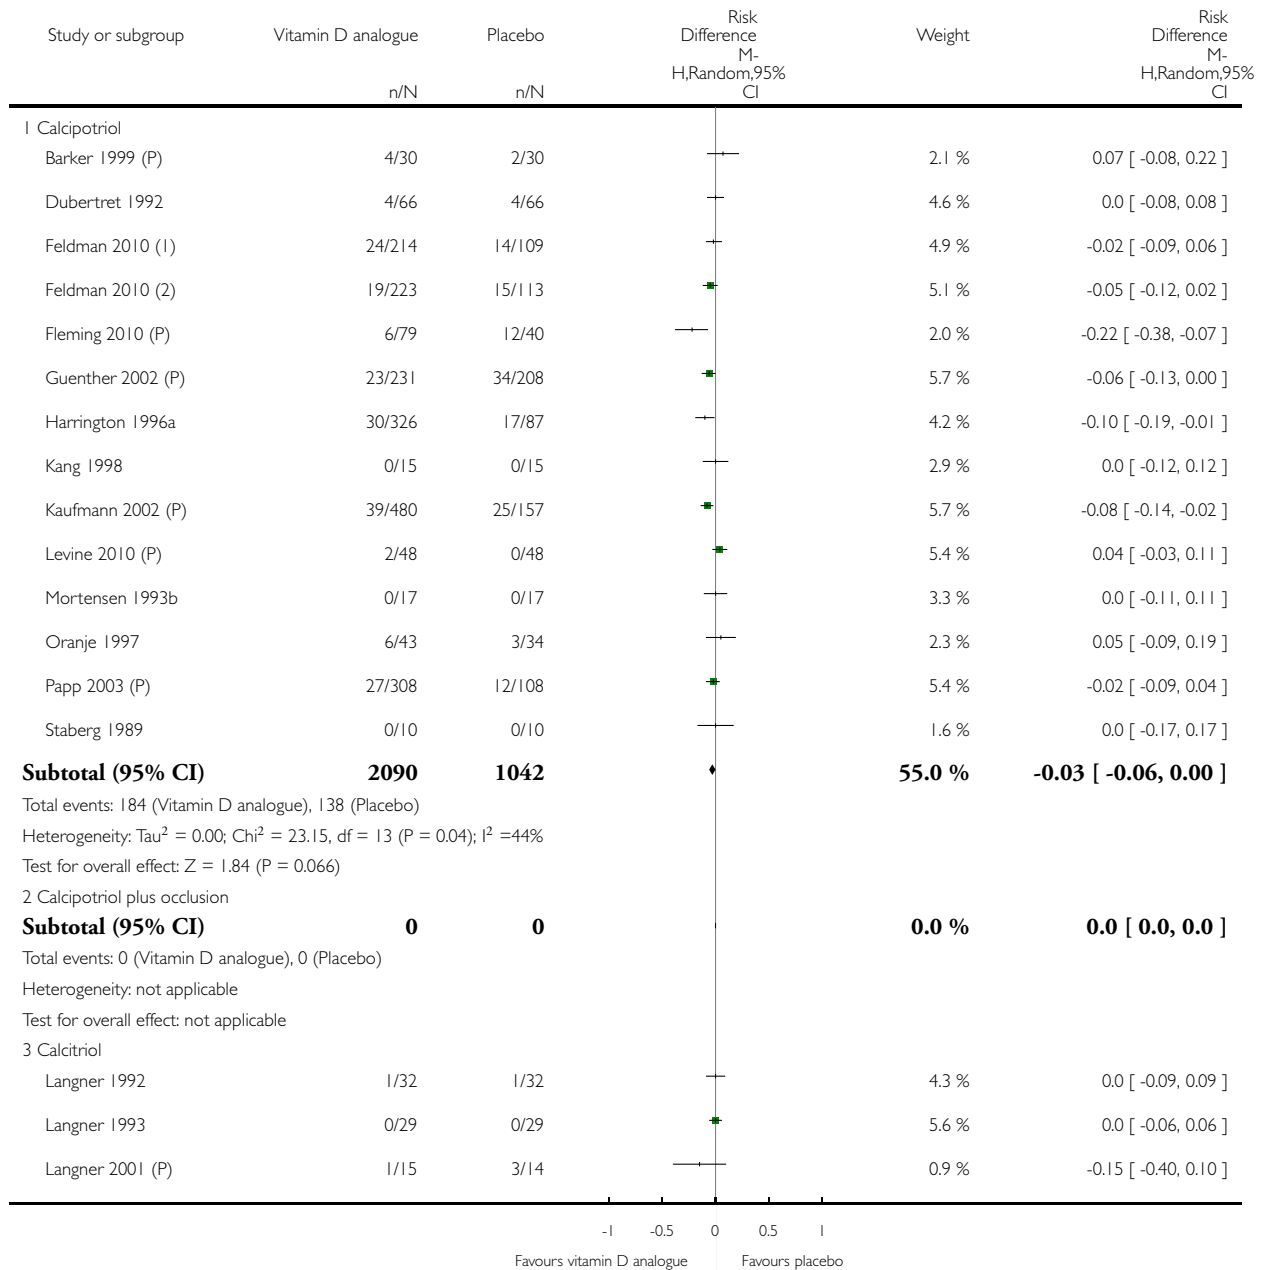 Study or subgroup Vitamin D analogue Placebo Risk Difference Weight Risk Difference
M-H,Random,95% CI M-H,Random,95% CI
n/N n/N
1 Calcipotriol
Barker 1999 (P) 4/30 2/30 2.1 % 0.07 [ -0.08, 0.22 ]
Dubertret 1992 4/66 4/66 4.6 % 0.0 [ -0.08, 0.08 ]
Feldman 2010 (1) 24/214 14/109 4.9 % -0.02 [ -0.09, 0.06 ]
Feldman 2010 (2) 19/223 15/113 5.1 % -0.05 [ -0.12, 0.02 ]
Fleming 2010 (P) 6/79 12/40 2.0 % -0.22 [ -0.38, -0.07 ]
Guenther 2002 (P) 23/231 34/208 5.7 % -0.06 [ -0.13, 0.00 ]
Harrington 1996a 30/326 17/87 4.2 % -0.10 [ -0.19, -0.01 ]
Kang 1998 0/15 0/15 2.9 % 0.0 [ -0.12, 0.12 ]
Kaufmann 2002 (P) 39/480 25/157 5.7 % -0.08 [ -0.14, -0.02 ]
Levine 2010 (P) 2/48 0/48 5.4 % 0.04 [ -0.03, 0.11 ]
Mortensen 1993b 0/17 0/17 3.3 % 0.0 [ -0.11, 0.11 ]
Oranje 1997 6/43 3/34 2.3 % 0.05 [ -0.09, 0.19 ]
Papp 2003 (P) 27/308 12/108 5.4 % -0.02 [ -0.09, 0.04 ]
Staberg 1989 0/10 0/10 1.6 % 0.0 [ -0.17, 0.17 ]
Subtotal (95% CI) 2090 1042 55.0 % -0.03 [ -0.06, 0.00 ]
Total events: 184 (Vitamin D analogue), 138 (Placebo)
Heterogeneity: Tau² = 0.00; Chi² = 23.15, df = 13 (P = 0.04); I² =44%
Test for overall effect: Z = 1.84 (P = 0.066)
2 Calcipotriol plus occlusion
Subtotal (95% CI) 0 0 0.0 % 0.0 [ 0.0, 0.0 ]
Total events: 0 (Vitamin D analogue), 0 (Placebo)
Heterogeneity: not applicable
Test for overall effect: not applicable
3 Calcitriol
Langner 1992 1/32 1/32 4.3 % 0.0 [ -0.09, 0.09 ]
Langner 1993 0/29 0/29 5.6 % 0.0 [ -0.06, 0.06 ]
Langner 2001 (P) 1/15 3/14 0.9 % -0.15 [ -0.40, 0.10 ]
-1 -0.5 0 0.5 1
Favours vitamin D analogue Favours placebo